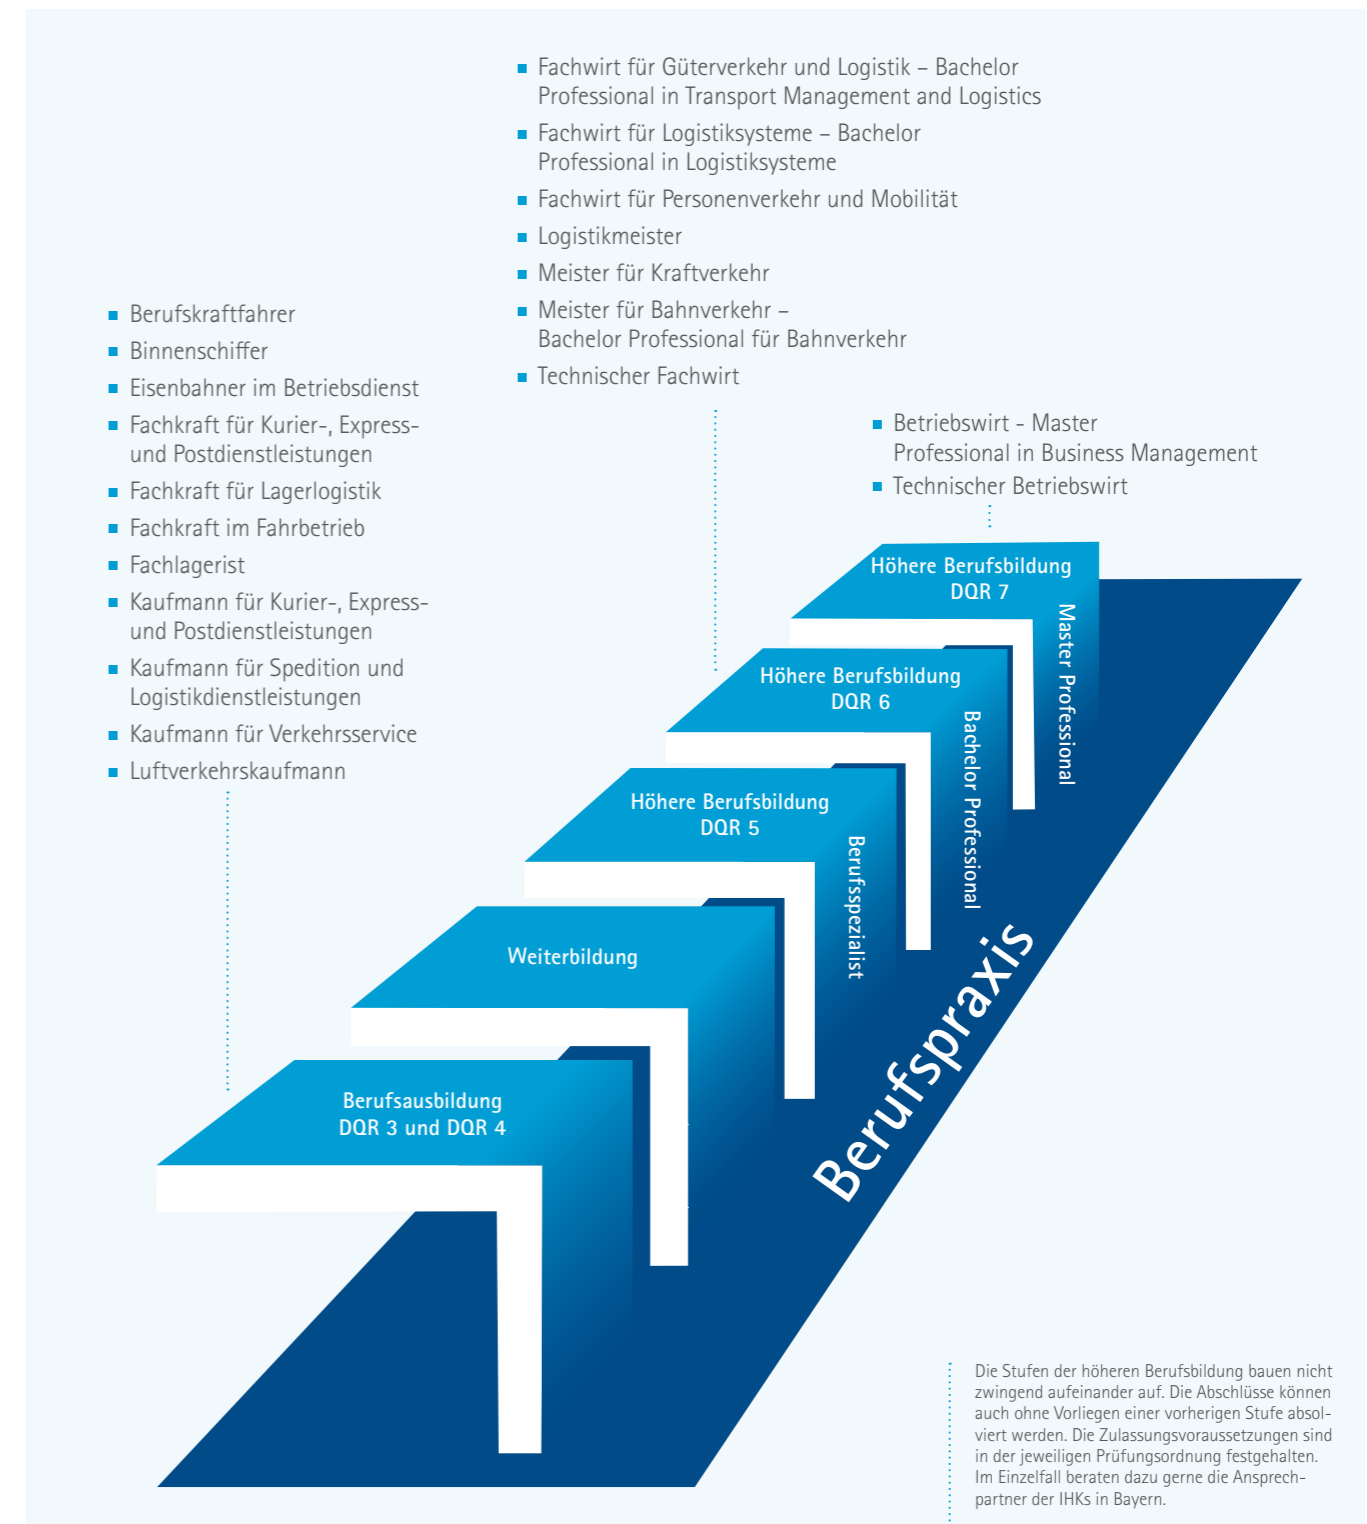 Fachwirt für Güterverkehr und Logistik – Bachelor
Professional in Transport Management and Logistics
Fachwirt für Logistiksysteme – Bachelor
Professional in Logistiksysteme
Fachwirt für Personenverkehr und Mobilität
Logistikmeister
Meister für Kraftverkehr
Meister für Bahnverkehr –
Bachelor Professional für Bahnverkehr
Technischer Fachwirt
Berufskraftfahrer
Binnenschiffer
Eisenbahner im Betriebsdienst
Fachkraft für Kurier-, Express-
und Postdienstleistungen
Fachkraft für Lagerlogistik
Fachkraft im Fahrbetrieb
Fachlagerist
Kaufmann für Kurier-, Express-
und Postdienstleistungen
Kaufmann für Spedition und
Logistikdienstleistungen
Kaufmann für Verkehrsservice
Luftverkehrskaufmann
Betriebswirt - Master
Professional in Business Management
Technischer Betriebswirt
Höhere Berufsbildung
DQR 7
Master Professional
Höhere Berufsbildung
DQR 6
Bachelor Professional
Höhere Berufsbildung
DQR 5
Berufsspezialist
Weiterbildung
Berufsausbildung
DQR 3 und DQR 4
Berufspraxis
Die Stufen der höheren Berufsbildung bauen nicht
zwingend aufeinander auf. Die Abschlüsse können
auch ohne Vorliegen einer vorherigen Stufe absol-
viert werden. Die Zulassungsvoraussetzungen sind
in der jeweiligen Prüfungsordnung festgehalten.
Im Einzelfall beraten dazu gerne die Ansprech-
partner der IHKs in Bayern.